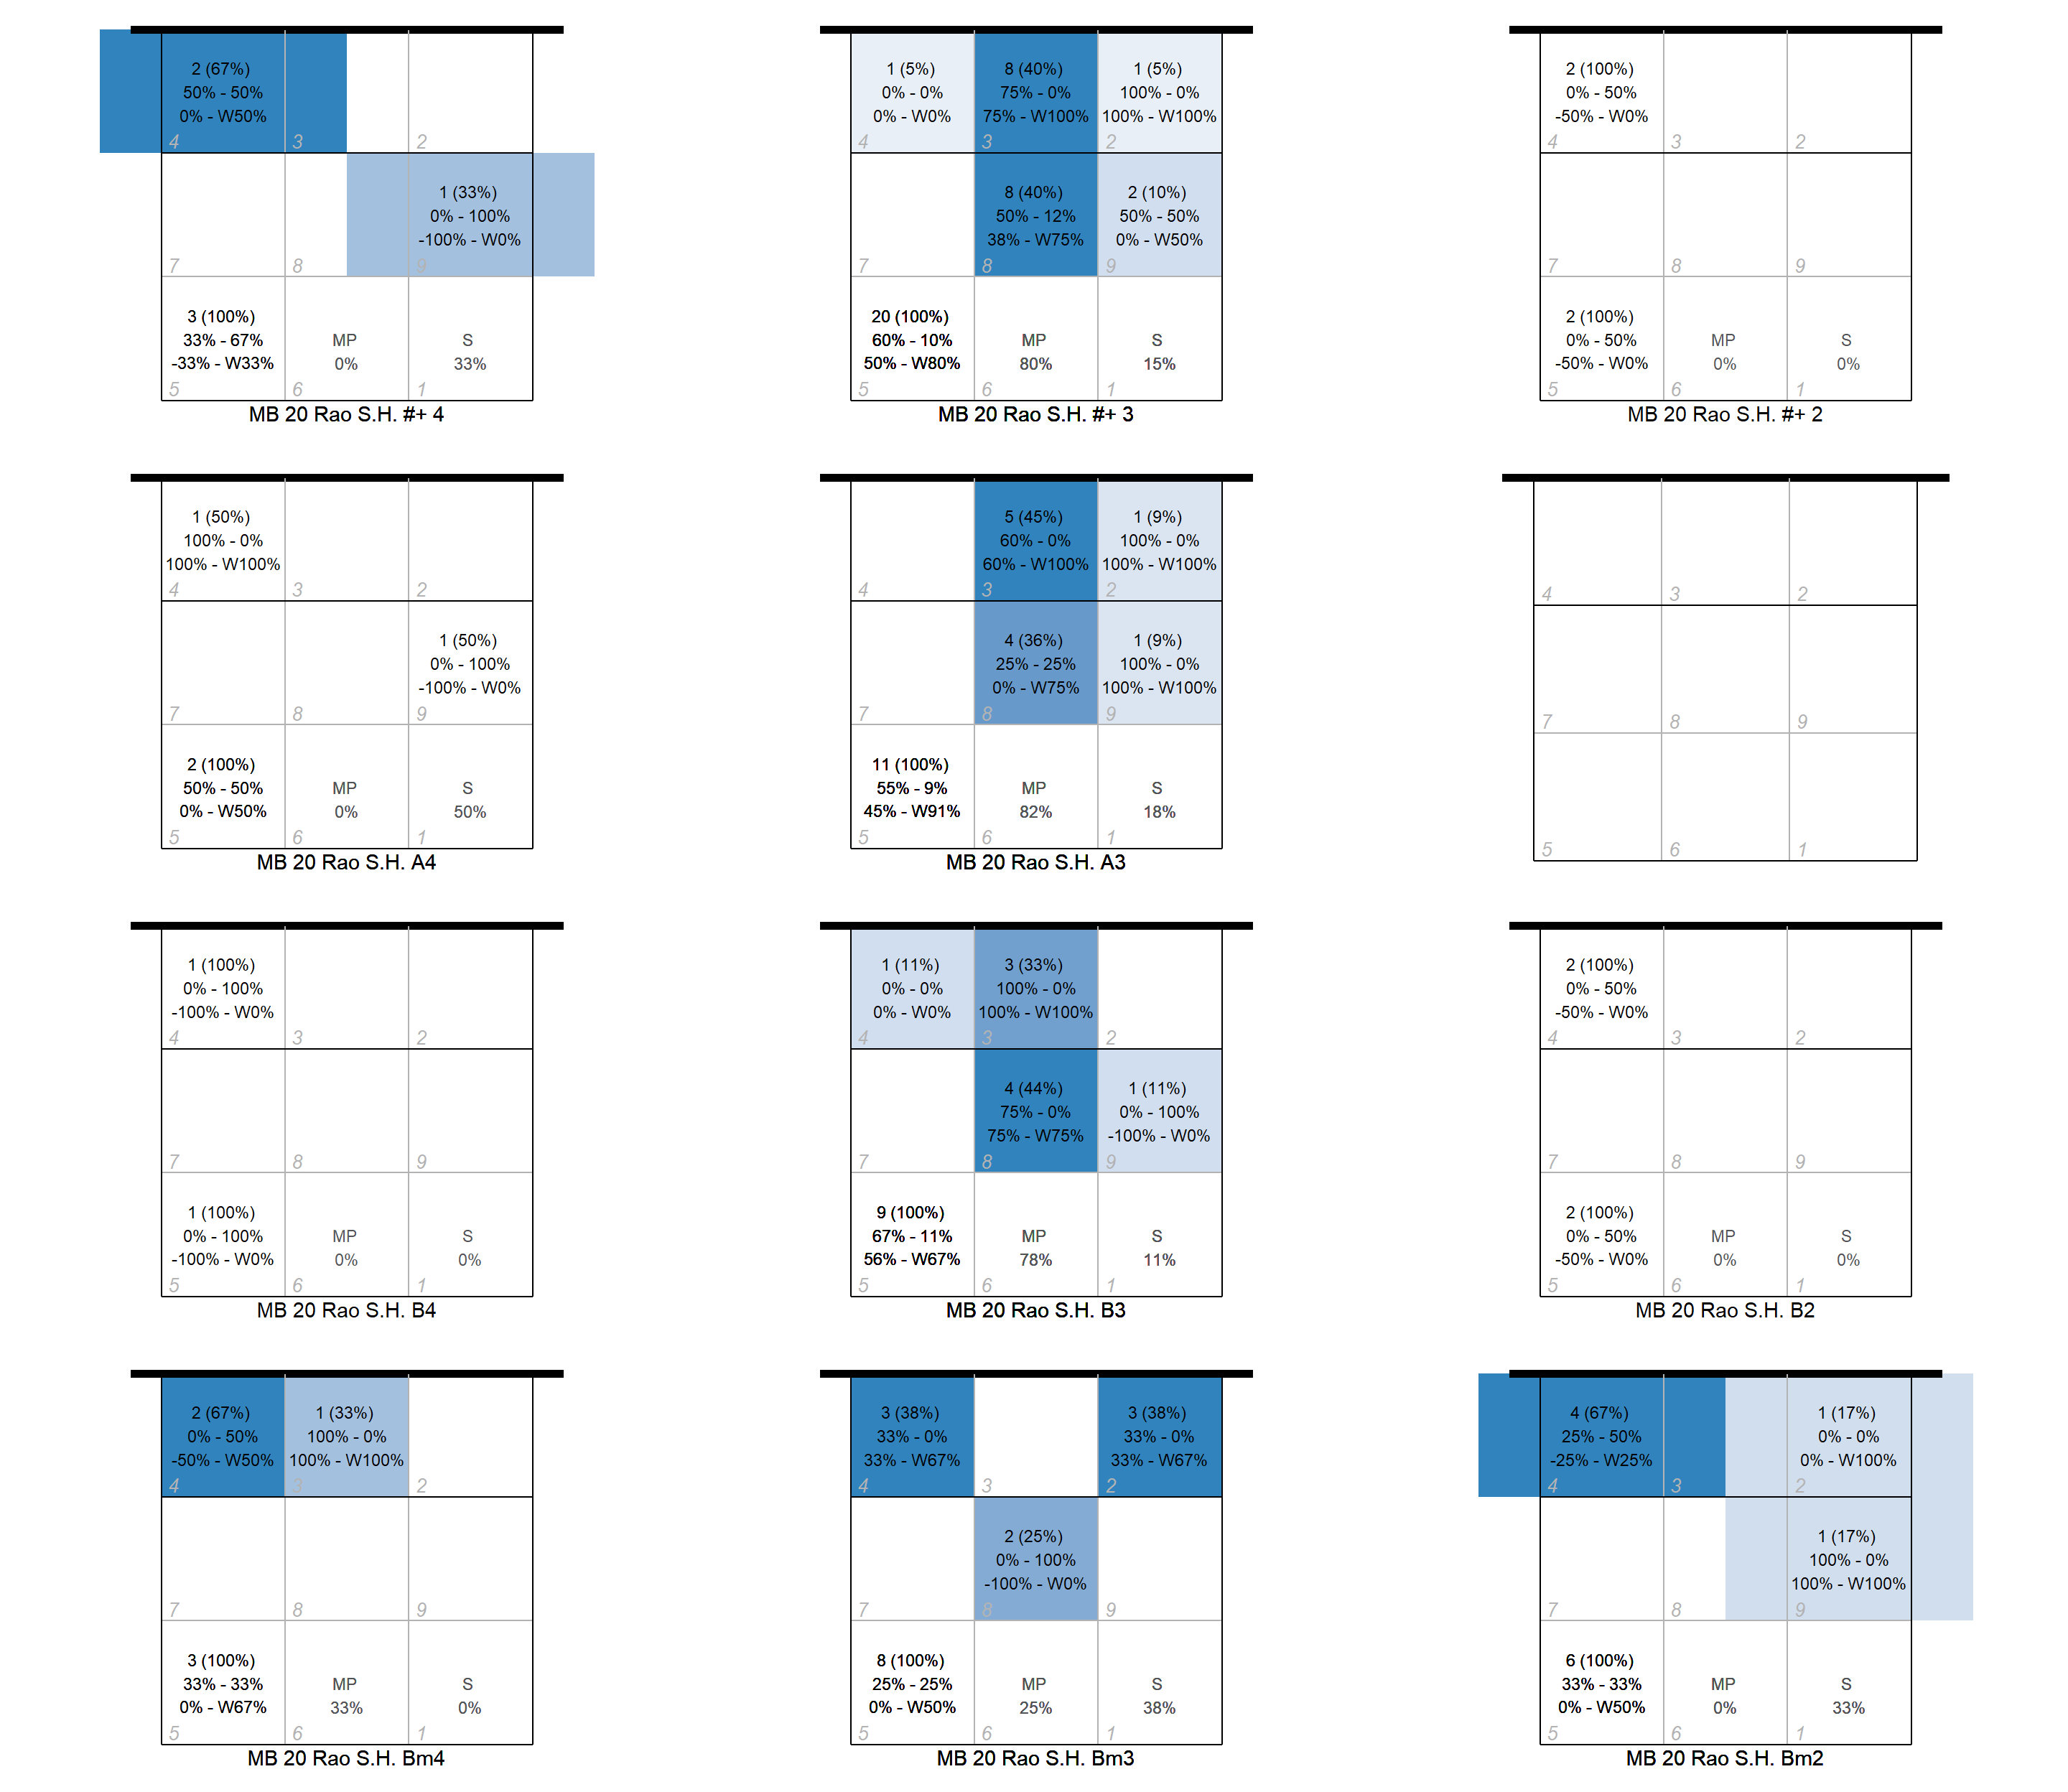 2 (67%)
50% - 50%
0% - W50%
4
3
2
1 (33%)
0% - 100%
-100% - W0%
7
8
9
3 (100%)
33% - 67%
-33% - W33%
MP
0%
S
33%
5
6
1
MB 20 Rao S.H. #+ 4
1 (5%)
0% - 0%
0% - W0%
8 (40%)
75% - 0%
75% - W100%
1 (5%)
100% - 0%
100% - W100%
4
3
2
8 (40%)
50% - 12%
38% - W75%
2 (10%)
50% - 50%
0% - W50%
7
8
9
20 (100%)
60% - 10%
50% - W80%
MP
80%
S
15%
5
6
1
MB 20 Rao S.H. #+ 3
2 (100%)
0% - 50%
-50% - W0%
4
3
2
7
8
9
2 (100%)
0% - 50%
-50% - W0%
MP
0%
S
0%
5
6
1
MB 20 Rao S.H. #+ 2
1 (50%)
100% - 0%
100% - W100%
4
3
2
1 (50%)
0% - 100%
-100% - W0%
7
8
9
2 (100%)
50% - 50%
0% - W50%
MP
0%
S
50%
5
6
1
MB 20 Rao S.H. A4
5 (45%)
60% - 0%
60% - W100%
1 (9%)
100% - 0%
100% - W100%
4
3
2
4 (36%)
25% - 25%
0% - W75%
1 (9%)
100% - 0%
100% - W100%
7
8
9
11 (100%)
55% - 9%
45% - W91%
MP
82%
S
18%
5
6
1
MB 20 Rao S.H. A3
4
3
2
7
8
9
5
6
1
1 (100%)
0% - 100%
-100% - W0%
4
3
2
7
8
9
1 (100%)
0% - 100%
-100% - W0%
MP
0%
S
0%
5
6
1
MB 20 Rao S.H. B4
1 (11%)
0% - 0%
0% - W0%
3 (33%)
100% - 0%
100% - W100%
4
3
2
4 (44%)
75% - 0%
75% - W75%
1 (11%)
0% - 100%
-100% - W0%
7
8
9
9 (100%)
67% - 11%
56% - W67%
MP
78%
S
11%
5
6
1
MB 20 Rao S.H. B3
2 (100%)
0% - 50%
-50% - W0%
4
3
2
7
8
9
2 (100%)
0% - 50%
-50% - W0%
MP
0%
S
0%
5
6
1
MB 20 Rao S.H. B2
2 (67%)
0% - 50%
-50% - W50%
1 (33%)
100% - 0%
100% - W100%
4
3
2
7
8
9
3 (100%)
33% - 33%
0% - W67%
MP
33%
S
0%
5
6
1
MB 20 Rao S.H. Bm4
3 (38%)
33% - 0%
33% - W67%
3 (38%)
33% - 0%
33% - W67%
4
3
2
2 (25%)
0% - 100%
-100% - W0%
7
8
9
8 (100%)
25% - 25%
0% - W50%
MP
25%
S
38%
5
6
1
MB 20 Rao S.H. Bm3
4 (67%)
25% - 50%
-25% - W25%
1 (17%)
0% - 0%
0% - W100%
4
3
2
1 (17%)
100% - 0%
100% - W100%
7
8
9
6 (100%)
33% - 33%
0% - W50%
MP
0%
S
33%
5
6
1
MB 20 Rao S.H. Bm2